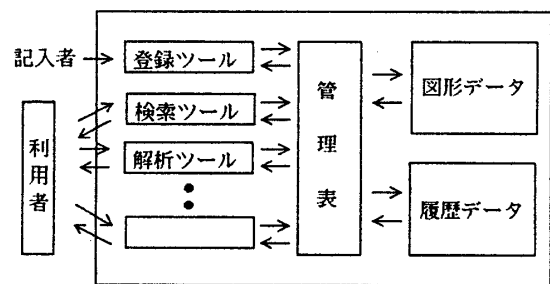 記入者
登録ツール
検索ツール
解析ツール
利用者
管理表
図形データ
履歴データ